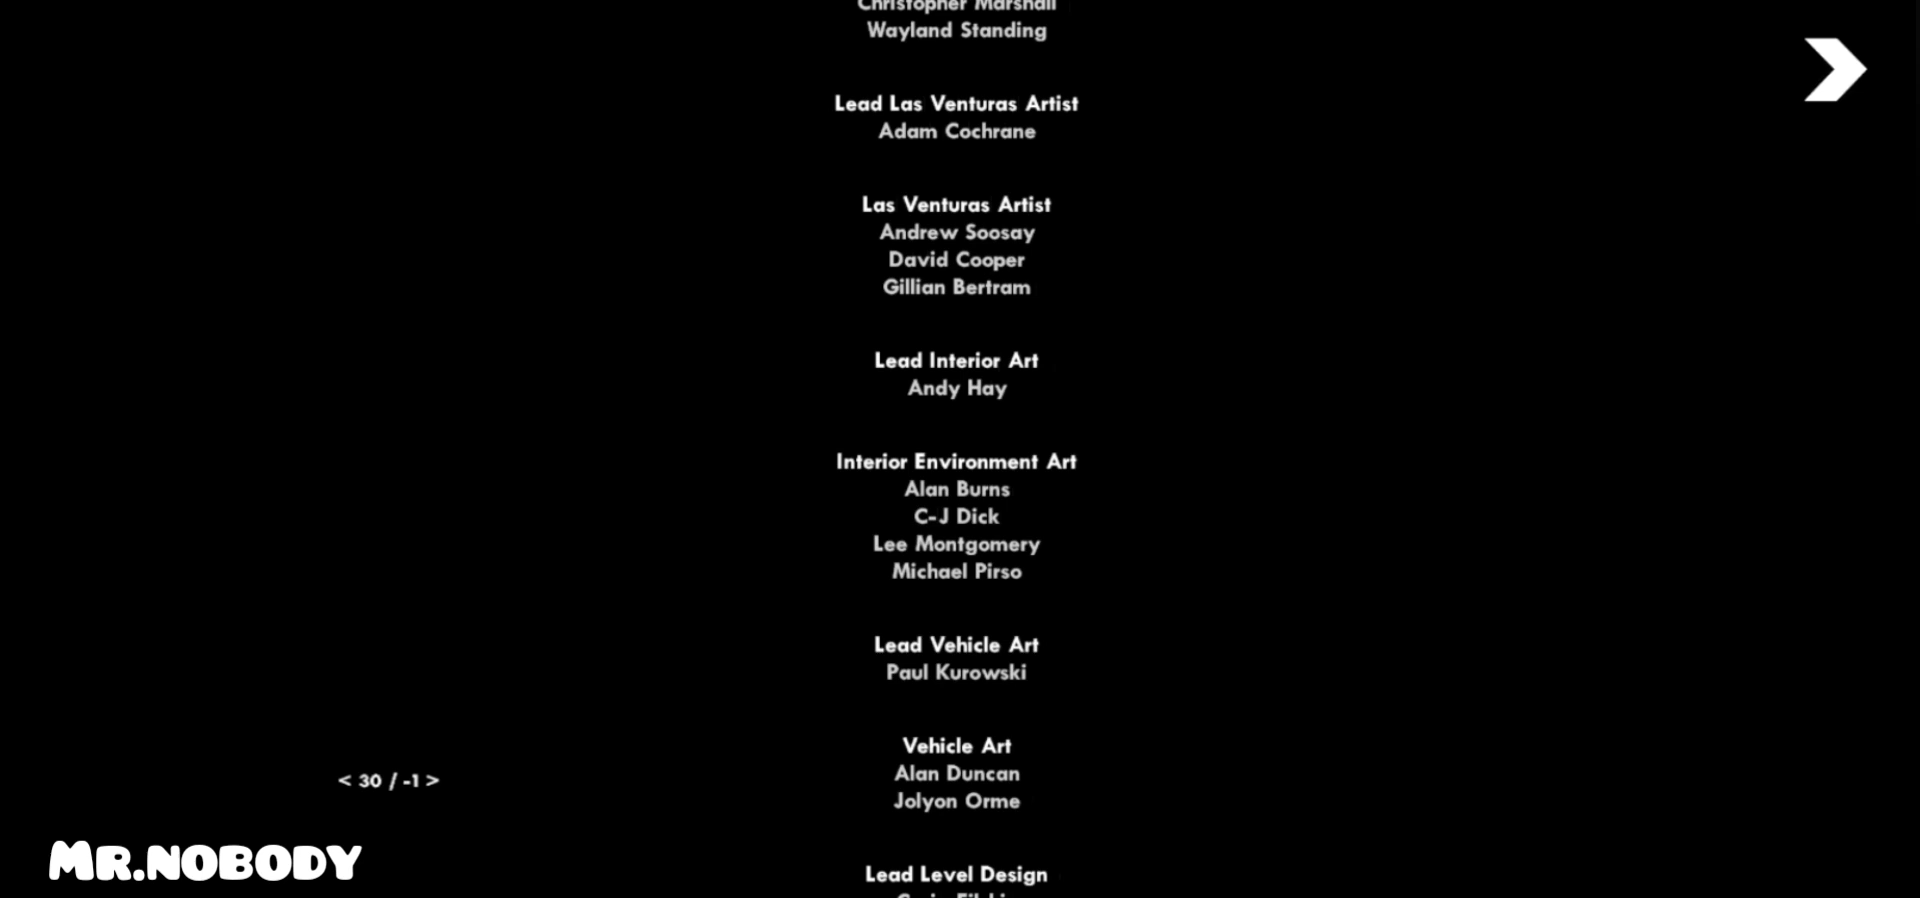 Christopher Marshall
Wayland Standing
Lead Las Venturas Artist
Adam Cochrane
Las Venturas Artist
Andrew Soosay
David Cooper
Gillian Bertram
Lead Interior Art
Andy Hay
Interior Environment Art
Alan Burns
C-J Dick
Lee Montgomery
Michael Pirso
Lead Vehicle Art
Paul Kurowski
Vehicle Art
Alan Duncan
Jolyon Orme
< 30 / -1 >
MR.NOBODY
Lead Level Design